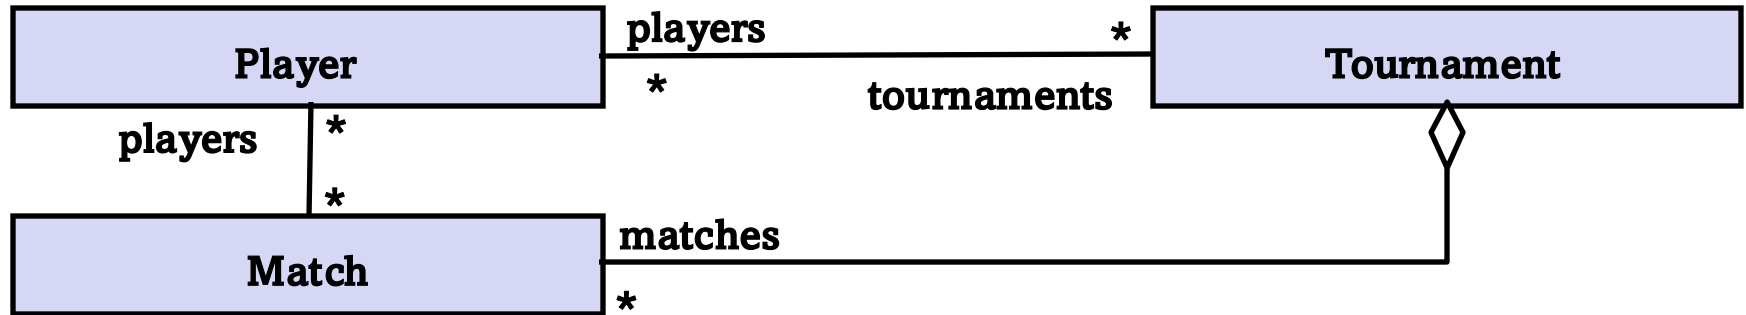 Player
players
*
*
tournaments
Tournament
players
*
*
Match
matches
*